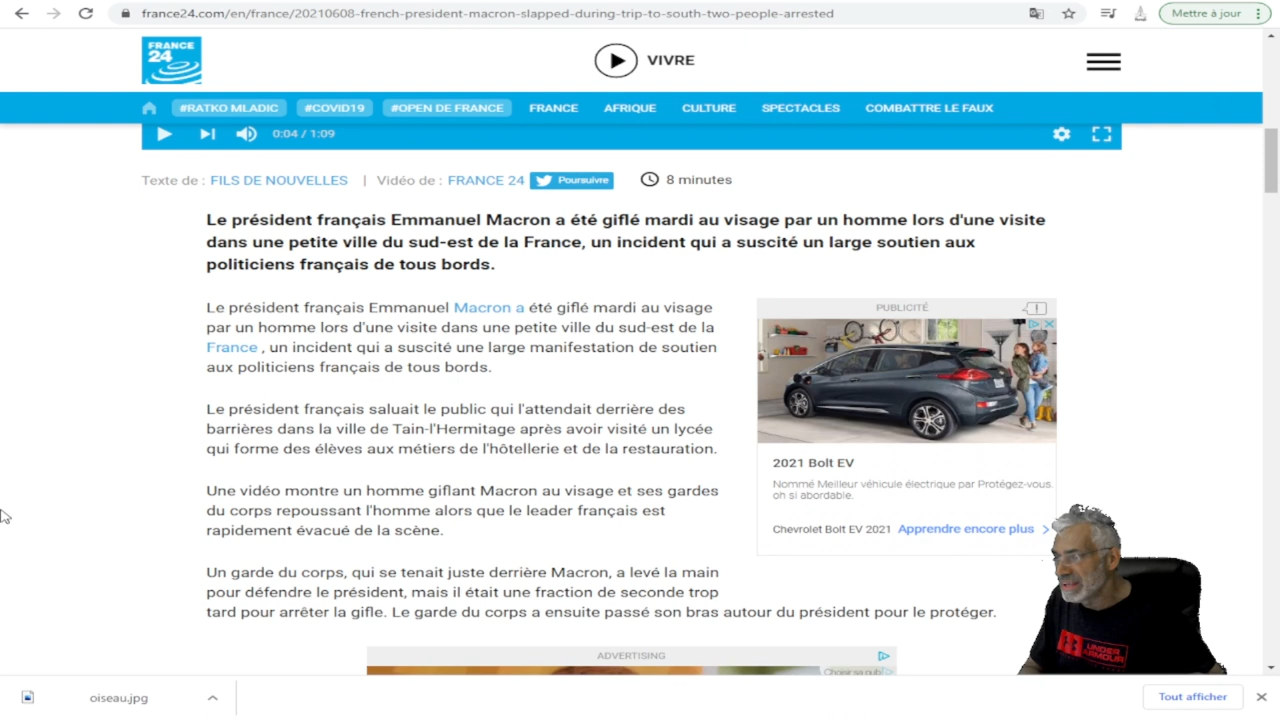 france24.com/en/france/20210608-french-president-macron-slapped-during-trip-to-south-two-people-arrested
Mettre à jour
FRANCE
24
VIVRE
#RATKO MLADIC
#COVID19
#OPEN DE FRANCE
FRANCE
AFRIQUE
CULTURE
SPECTACLES
COMBATTRE LE FAUX
0:04 / 1:09
Texte de : FILS DE NOUVELLES | Vidéo de : FRANCE 24 Poursuivre 8 minutes
Le président français Emmanuel Macron a été giflé mardi au visage par un homme lors d'une visite
dans une petite ville du sud-est de la France, un incident qui a suscité un large soutien aux
politiciens français de tous bords.
Le président français Emmanuel Macron a été giflé mardi au visage
par un homme lors d'une visite dans une petite ville du sud-est de la
France , un incident qui a suscité une large manifestation de soutien
aux politiciens français de tous bords.
Le président français saluait le public qui l'attendait derrière des
barrières dans la ville de Tain-l'Hermitage après avoir visité un lycée
qui forme des élèves aux métiers de l'hôtellerie et de la restauration.
Une vidéo montre un homme giflant Macron au visage et ses gardes
du corps repoussant l'homme alors que le leader français est
rapidement évacué de la scène.
Un garde du corps, qui se tenait juste derrière Macron, a levé la main
pour défendre le président, mais il était une fraction de seconde trop
tard pour arrêter la gifle. Le garde du corps a ensuite passé son bras autour du président pour le protéger.
PUBLICITÉ
2021 Bolt EV
Nommé Meilleur véhicule électrique par Protégez-vous.
oh si abordable.
Chevrolet Bolt EV 2021 Apprendre encore plus
UNDER
ARMOUR
ADVERTISING
Choisir sa pub
oiseau.jpg
Tout afficher